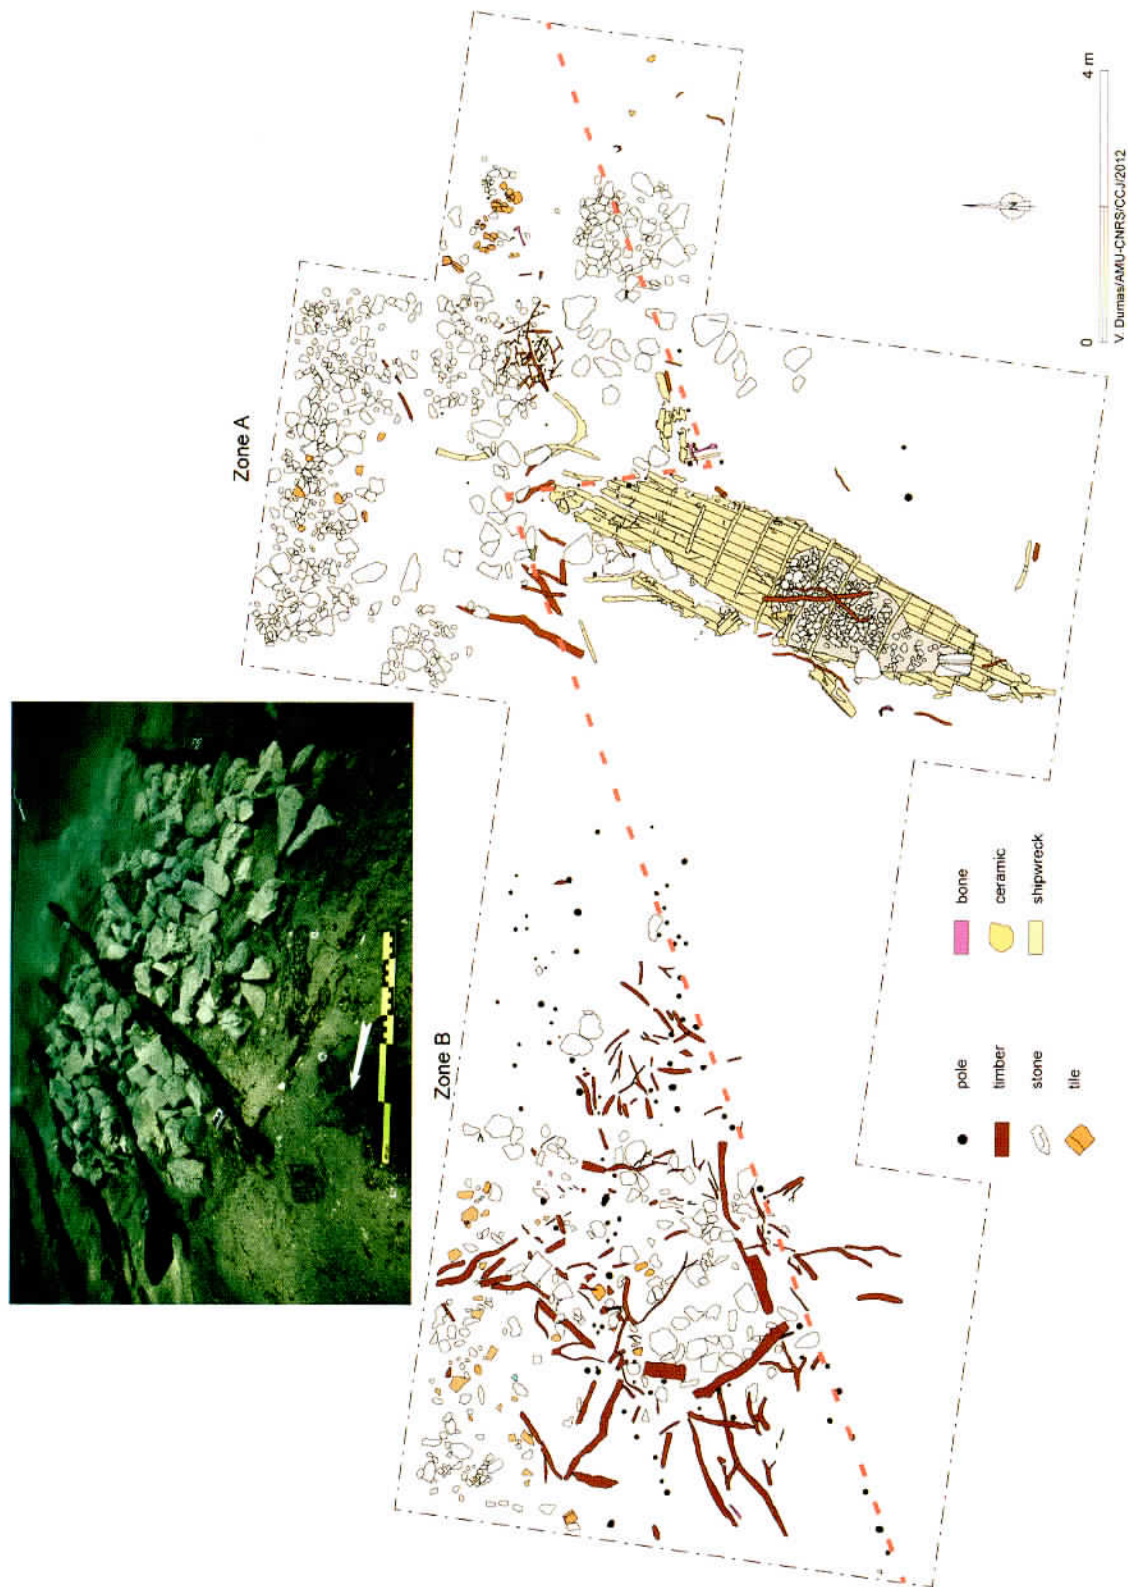 Zone A
Zone B
0
4 m
V. Dumas/AMU-CNRS/CCJ/2012
N
pole
timber
stone
tile
bone
ceramic
shipwreck